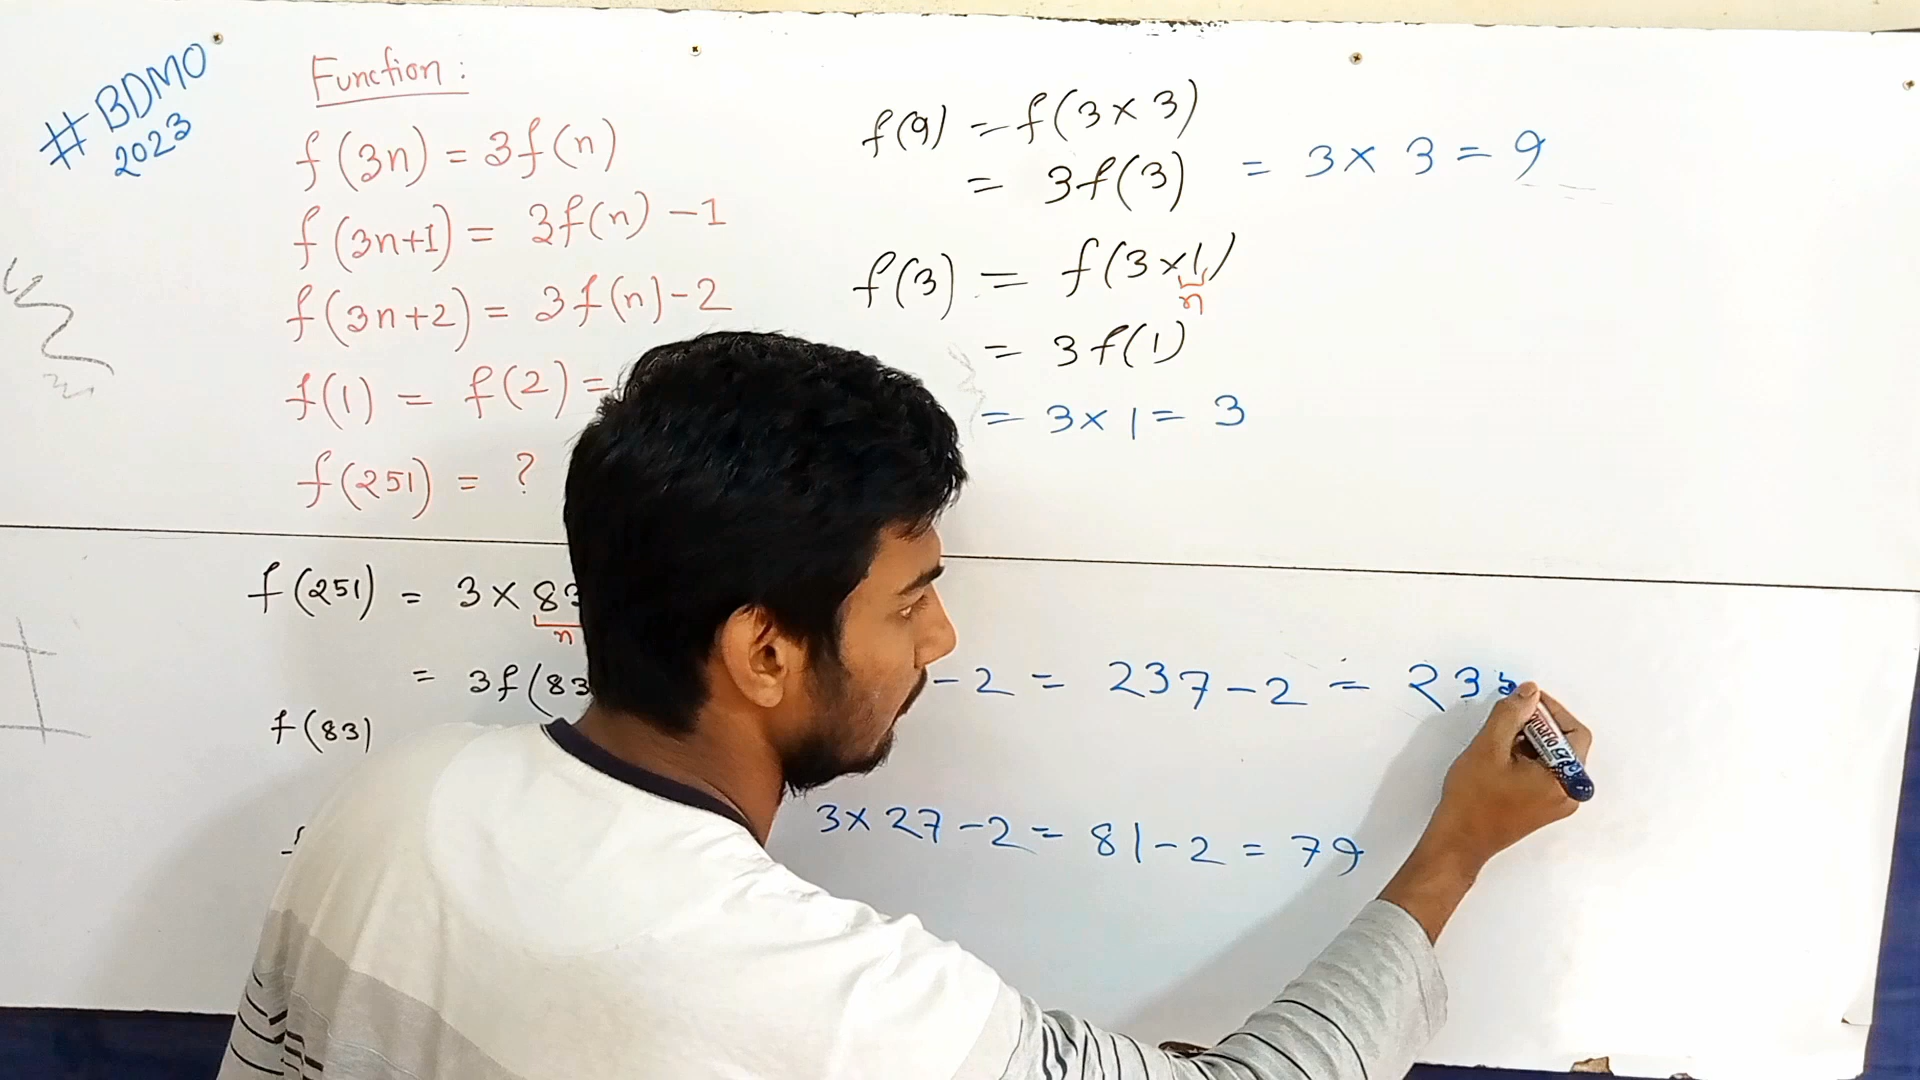 #BDMO
2023
Function:
f(3n) = 3f(n)
f(3n+1) = 3f(n) -1
f(3n+2) = 3f(n)-2
f(1) = f(2) =
f(251) = ?
f(9) = f(3×3)
= 3f(3) = 3× 3 = 9
f(3) = f(3×1)
n
= 3f(1)
= 3×1 = 3
f(251) = 3×83
n
= 3f(83 -2 = 237-2 = 235
f(83)
3×27-2 = 81-2 = 79